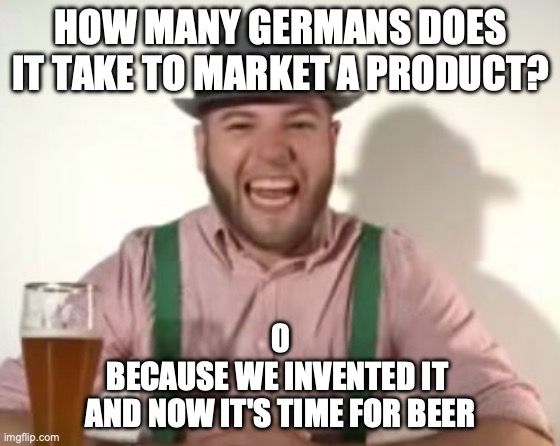 HOW MANY GERMANS DOES
IT TAKE TO MARKET A PRODUCT?
0
BECAUSE WE INVENTED IT
AND NOW IT'S TIME FOR BEER
imgflip.com